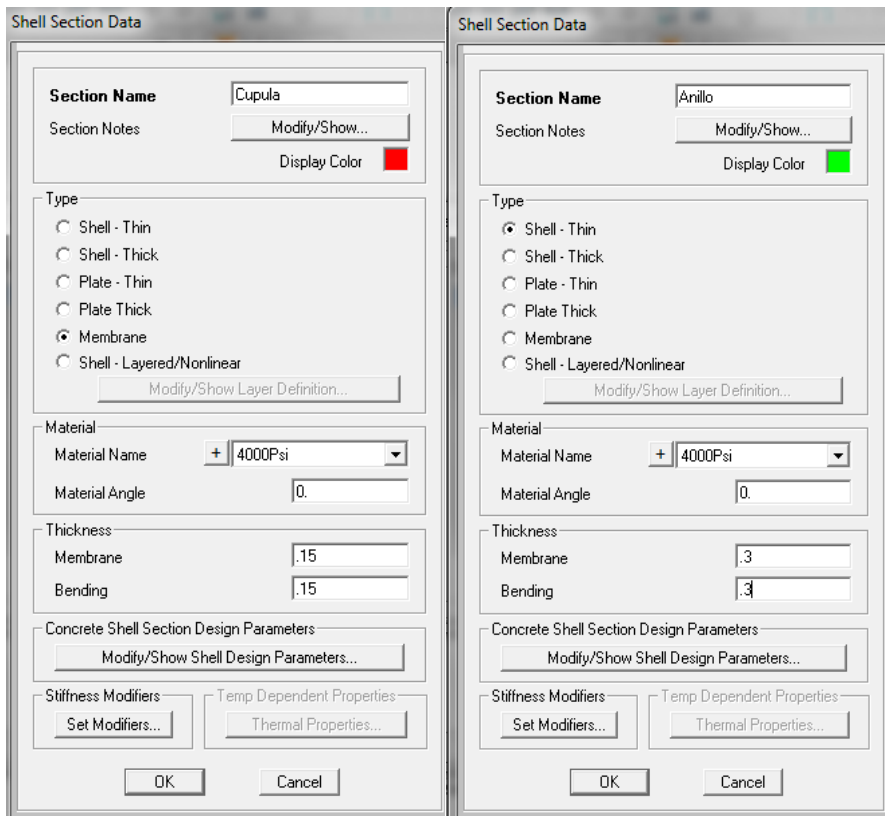 Shell Section Data
Section Name Cupula
Section Notes Modify/Show...
Display Color
Type
Shell - Thin
Shell - Thick
Plate - Thin
Plate Thick
Membrane
Shell - Layered/Nonlinear
Modify/Show Layer Definition...
Material
Material Name + 4000Psi
Material Angle 0.
Thickness
Membrane .15
Bending .15
Concrete Shell Section Design Parameters
Modify/Show Shell Design Parameters...
Stiffness Modifiers Temp Dependent Properties
Set Modifiers... Thermal Properties...
OK Cancel
Shell Section Data
Section Name Anillo
Section Notes Modify/Show...
Display Color
Type
Shell - Thin
Shell - Thick
Plate - Thin
Plate Thick
Membrane
Shell - Layered/Nonlinear
Modify/Show Layer Definition...
Material
Material Name + 4000Psi
Material Angle 0.
Thickness
Membrane .3
Bending .3
Concrete Shell Section Design Parameters
Modify/Show Shell Design Parameters...
Stiffness Modifiers Temp Dependent Properties
Set Modifiers... Thermal Properties...
OK Cancel